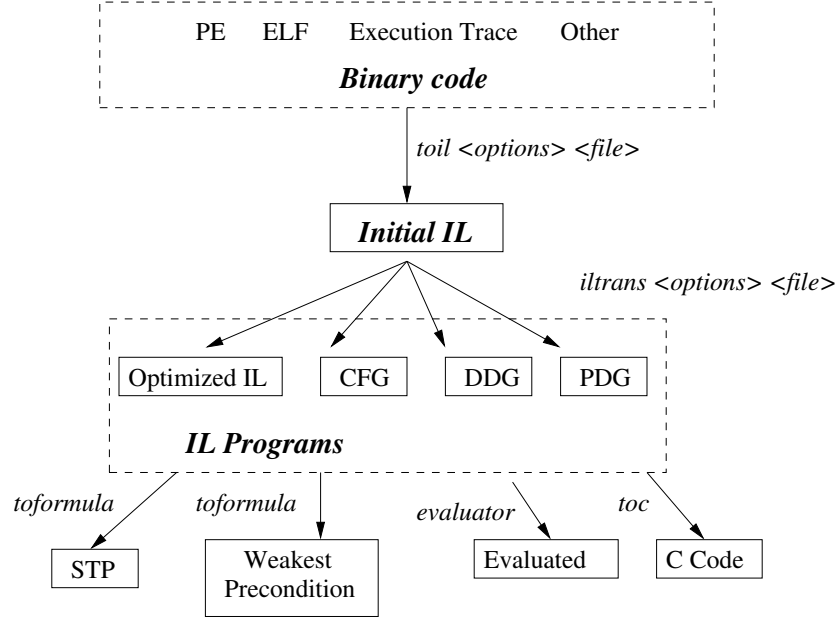 PE ELF Execution Trace Other
Binary code
toil <options> <file>
Initial IL
iltrans <options> <file>
Optimized IL CFG DDG PDG
IL Programs
toformula toformula evaluator toc
STP
Weakest
Precondition
Evaluated
C Code